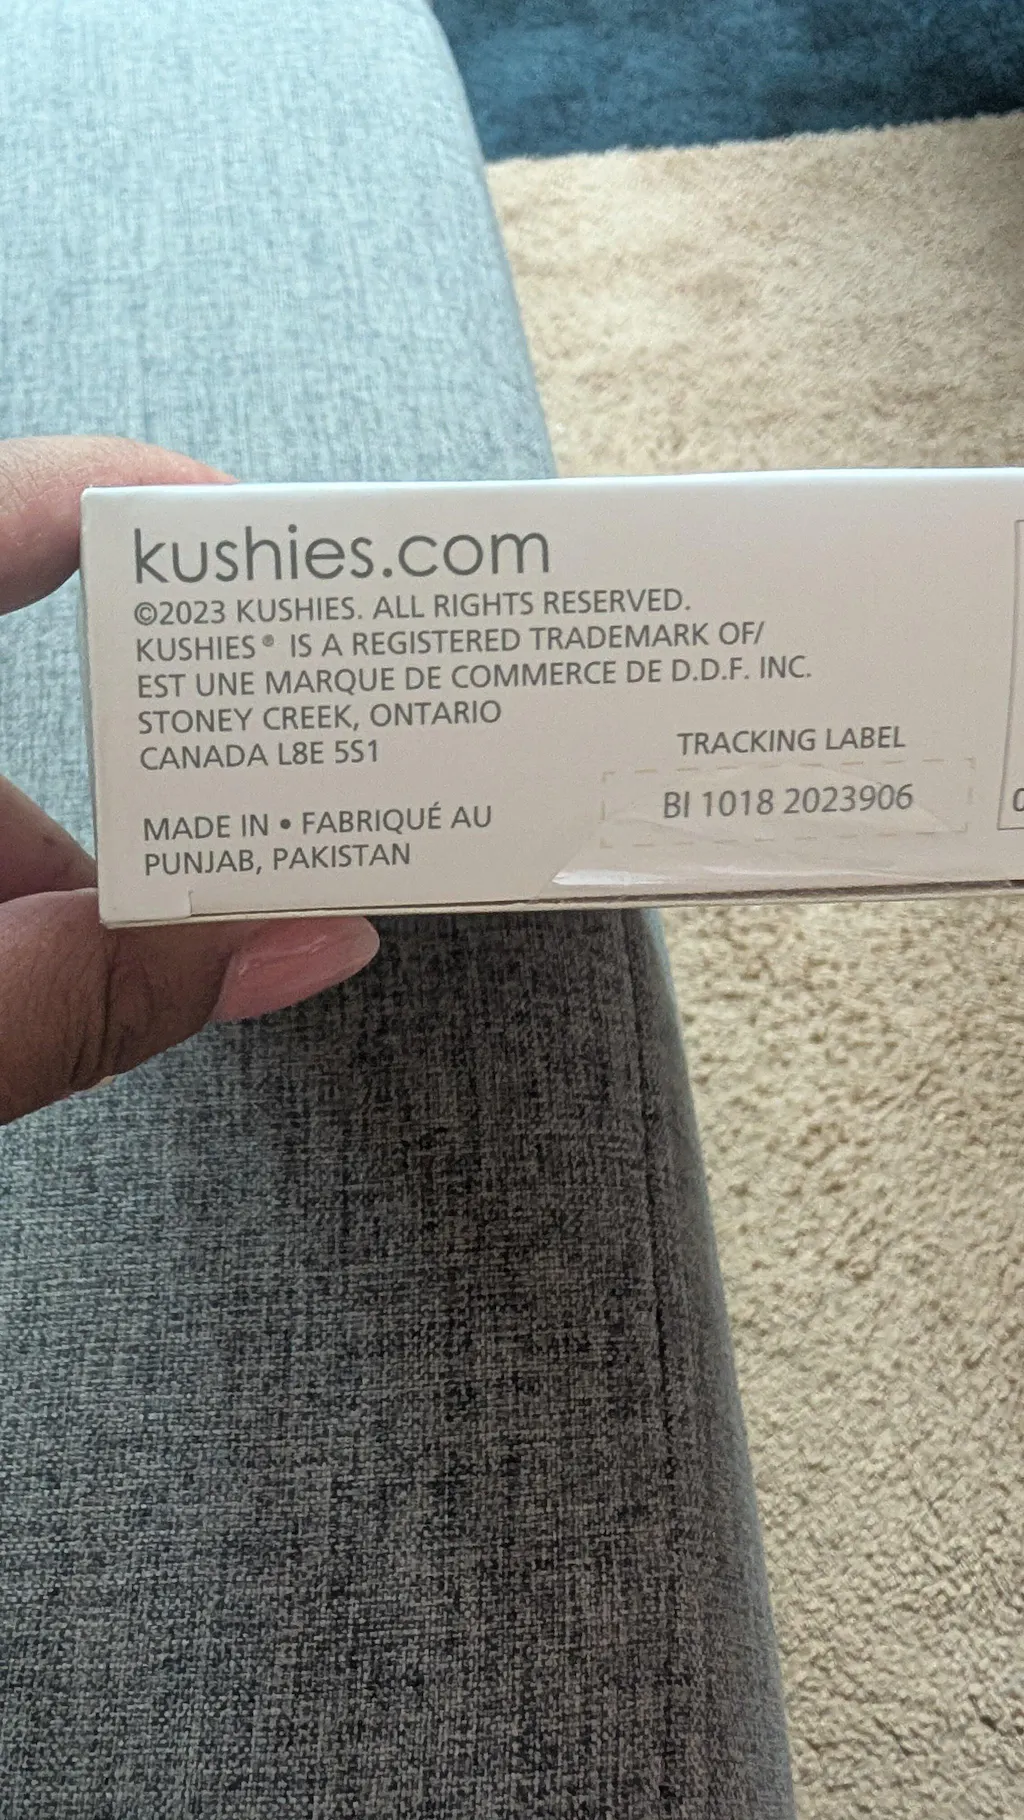 kushies.com
©2023 KUSHIES. ALL RIGHTS RESERVED.
KUSHIES® IS A REGISTERED TRADEMARK OF/
EST UNE MARQUE DE COMMERCE DE D.D.F. INC.
STONEY CREEK, ONTARIO
CANADA L8E 5S1
TRACKING LABEL
BI 1018 2023906
MADE IN • FABRIQUÉ AU
PUNJAB, PAKISTAN